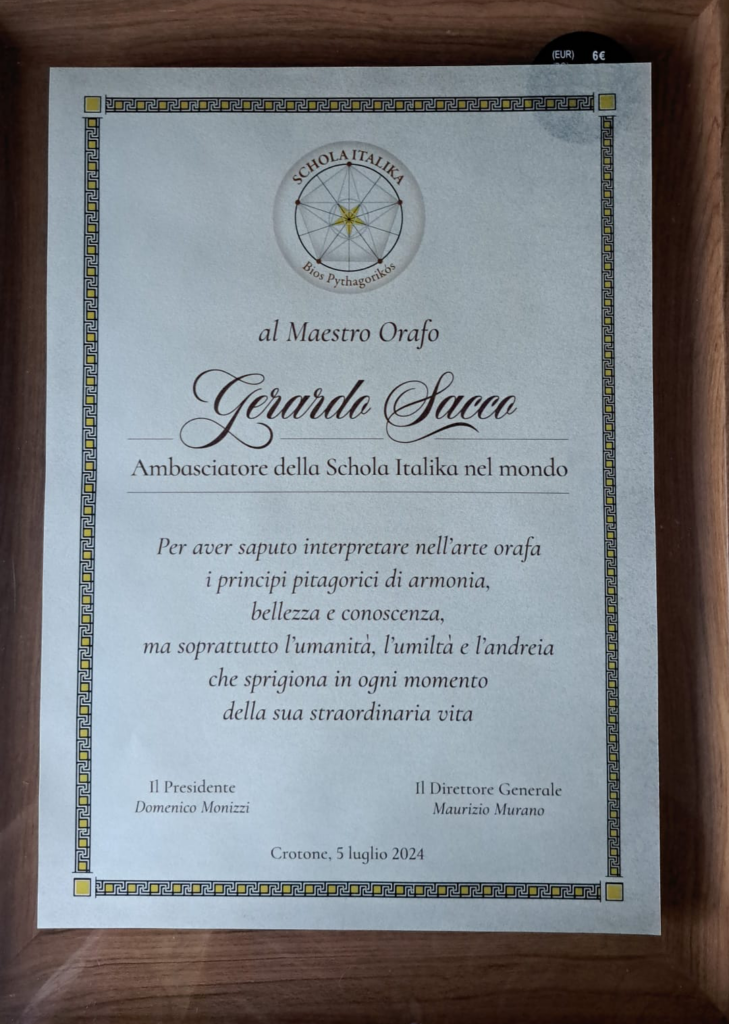 (EUR) 6€
SCHOLA ITALIKA
Bios Pythagorikós
al Maestro Orafo
Gerardo Sacco
Ambasciatore della Schola Italika nel mondo
Per aver saputo interpretare nell'arte orafa
i principi pitagorici di armonia,
bellezza e conoscenza,
ma soprattutto l'umanità, l'umiltà e l'andreia
che sprigiona in ogni momento
della sua straordinaria vita
Il Presidente
Domenico Monizzi
Il Direttore Generale
Maurizio Murano
Crotone, 5 luglio 2024